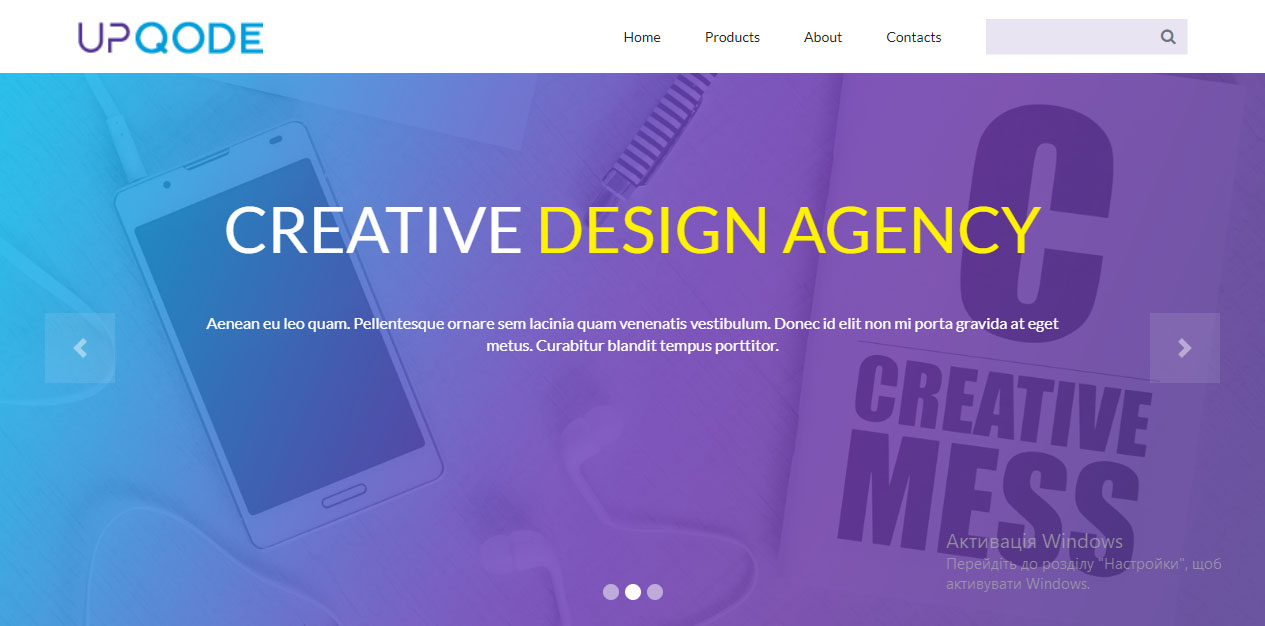 UPQODE
Home
Products
About
Contacts
CREATIVE DESIGN AGENCY
Aenean eu leo quam. Pellentesque ornare sem lacinia quam venenatis vestibulum. Donec id elit non mi porta gravida at eget
metus. Curabitur blandit tempus porttitor.
C
CREATIVE
MESS
Активація Windows
Перейдіть до розділу "Настройки", щоб
активувати Windows.